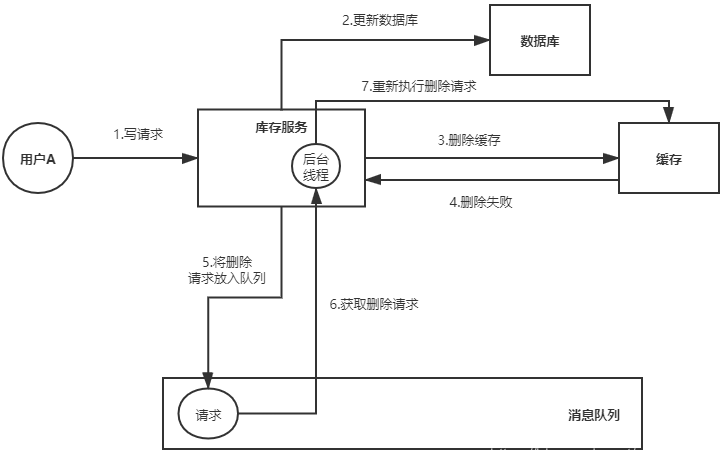 2.更新数据库
数据库
7.重新执行删除请求
库存服务
1.写请求
用户A
后台
线程
3.删除缓存
缓存
4.删除失败
5.将删除
请求放入队列
6.获取删除请求
请求
消息队列